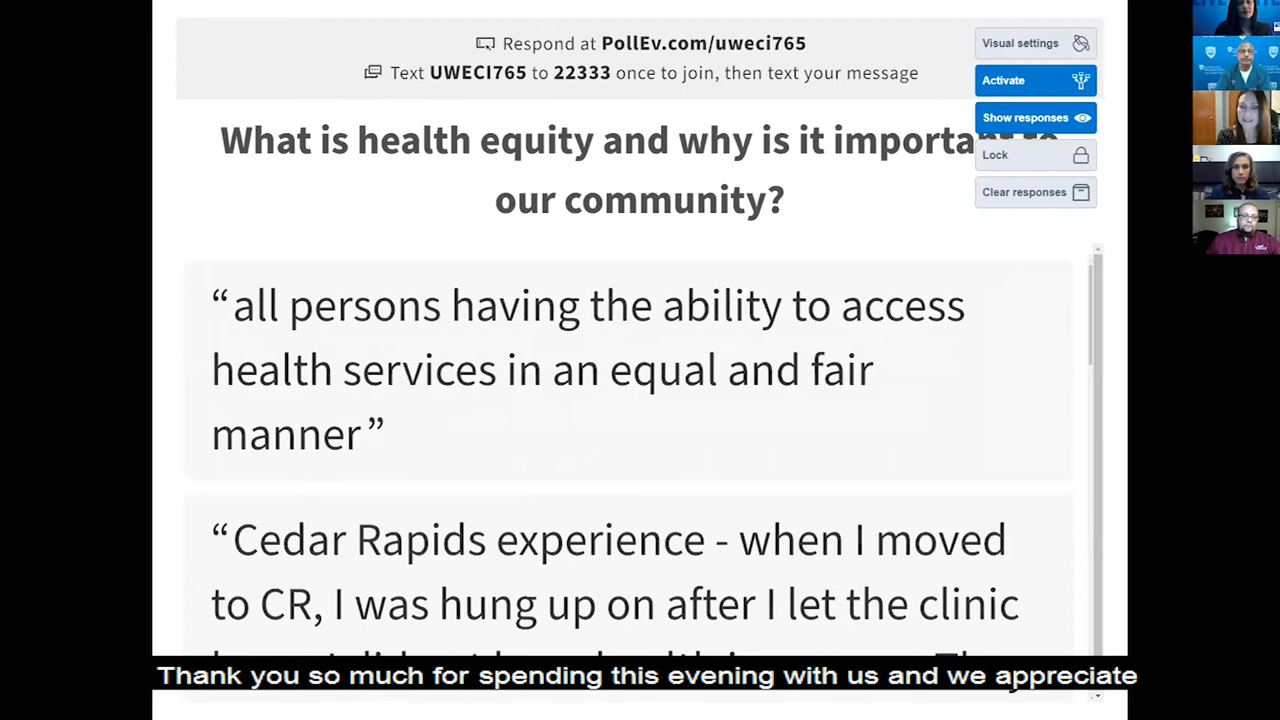 Respond at PollEv.com/uweci765
Text UWECI765 to 22333 once to join, then text your message
Visual settings
Activate
Show responses
Lock
Clear responses
What is health equity and why is it important to
our community?
“all persons having the ability to access
health services in an equal and fair
manner”
“Cedar Rapids experience - when I moved
to CR, I was hung up on after I let the clinic
Thank you so much for spending this evening with us and we appreciate